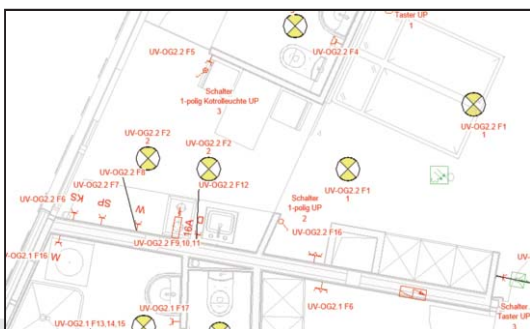 Taster UP
1
UV-OG2.2 F5
UV-OG2.2 F4
Schalter
1-polig Kotrolleuchte UP
3
UV-OG2.2 F1
1
UV-OG2.2 F2
2
UV-OG2.2 F2
2
UV-OG2.2 F8
UV-OG2.2 F7
UV-OG2.2 F12
UV-OG2.2 F1
1
UV-OG2.2 F6
KS
SP
W
16A
Schalter
1-polig UP
2
UV-OG2.2 F16
UV-OG2.2 F9,10,11
UV-OG2.1 F16
W
UV-
UV-OG2.1 F17
UV-OG2.1 F6
UV-OG2.1 F13,14,15
Schalter
Taster UP